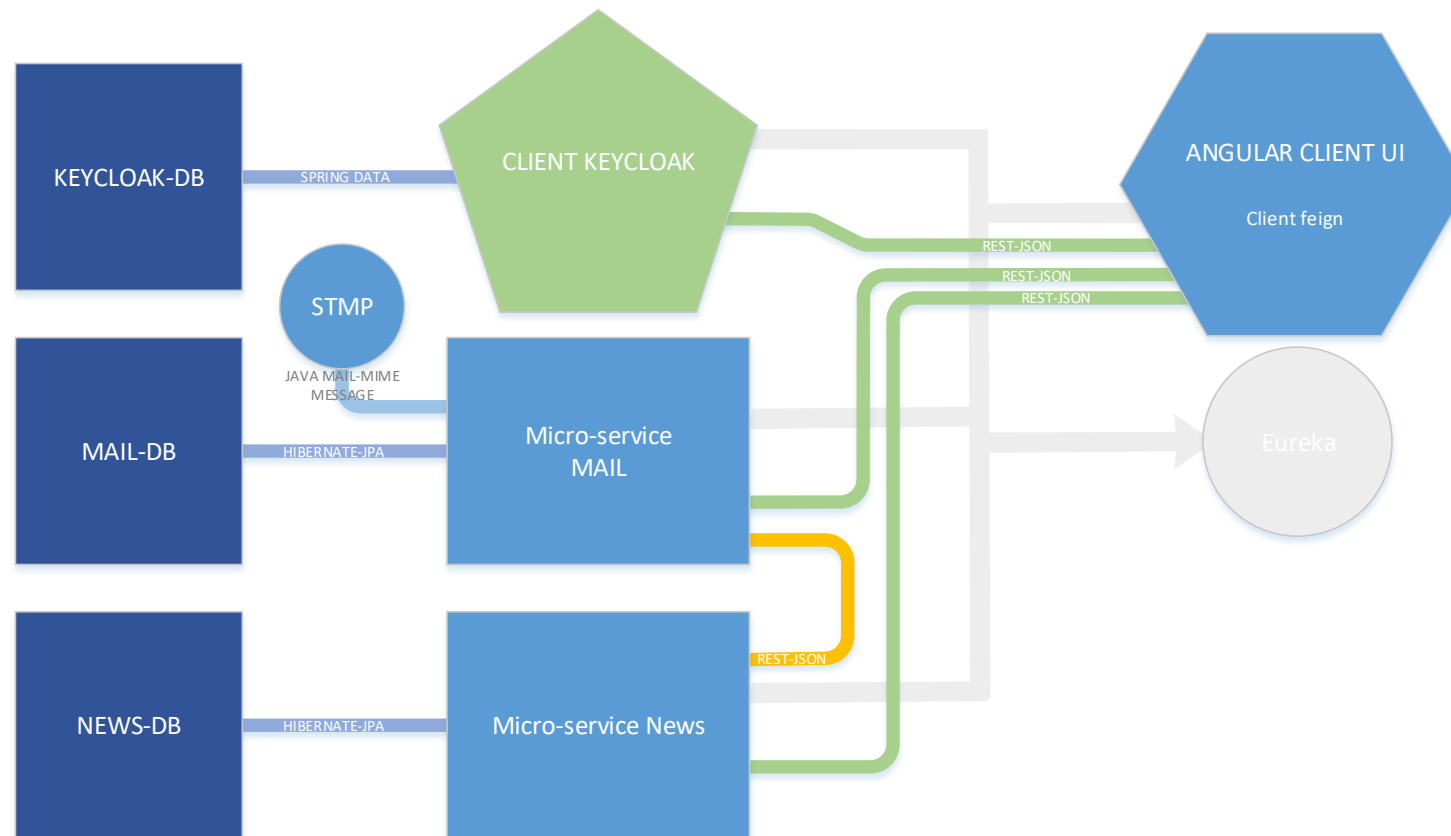 KEYCLOAK-DB
SPRING DATA
CLIENT KEYCLOAK
ANGULAR CLIENT UI
Client feign
REST-JSON
REST-JSON
REST-JSON
STMP
JAVA MAIL-MIME
MESSAGE
MAIL-DB
HIBERNATE-JPA
Micro-service
MAIL
Eureka
REST-JSON
NEWS-DB
HIBERNATE-JPA
Micro-service News